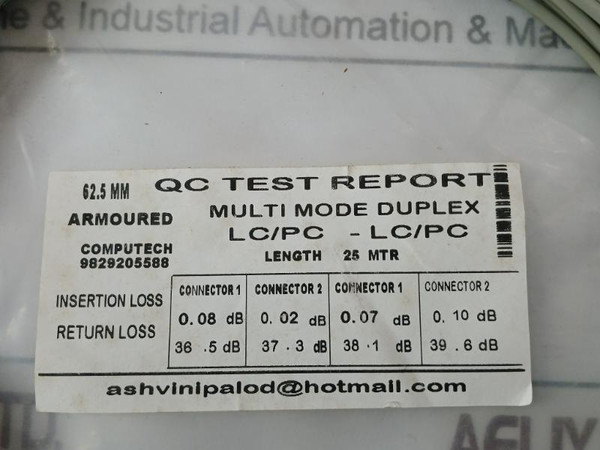 & Industrial Automation & Ma
62.5 MM QC TEST REPORT
ARMOURED MULTI MODE DUPLEX
LC/PC - LC/PC
COMPUTECH
9829205588
LENGTH 25 MTR
CONNECTOR 1 CONNECTOR 2 CONNECTOR 1 CONNECTOR 2
INSERTION LOSS 0.08 dB 0.02 dB 0.07 dB 0.10 dB
RETURN LOSS 36.5 dB 37.3 dB 38.1 dB 39.6 dB
ashvinipalod@hotmail.com